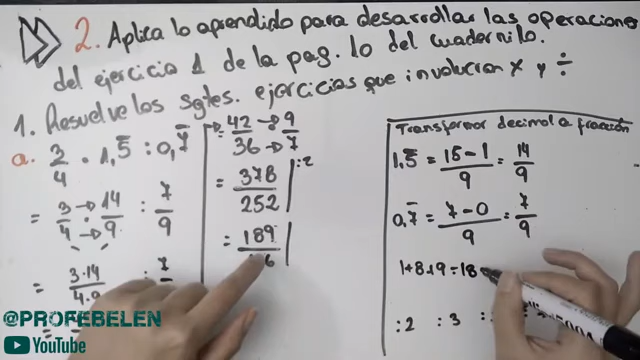 2. Aplica lo aprendido para desarrollar las operaciones
del ejercicio 1 de la pag. 10 del cuadernillo.
1. Resuelve los sgtes. ejercicios que involucran x y ÷
a. 3/4 · 1,5̅ : 0,7̅
= 3/4 · 14/9 : 7/9
= 3·14/4·9 :
= 42/36 → 9/7
= 378/252 | :2
= 189/
Transformar decimal a fracción
1,5̅ = 15-1/9 = 14/9
0,7̅ = 7-0/9 = 7/9
1+8+9=18
:2 :3
@PROFEBELEN
YouTube